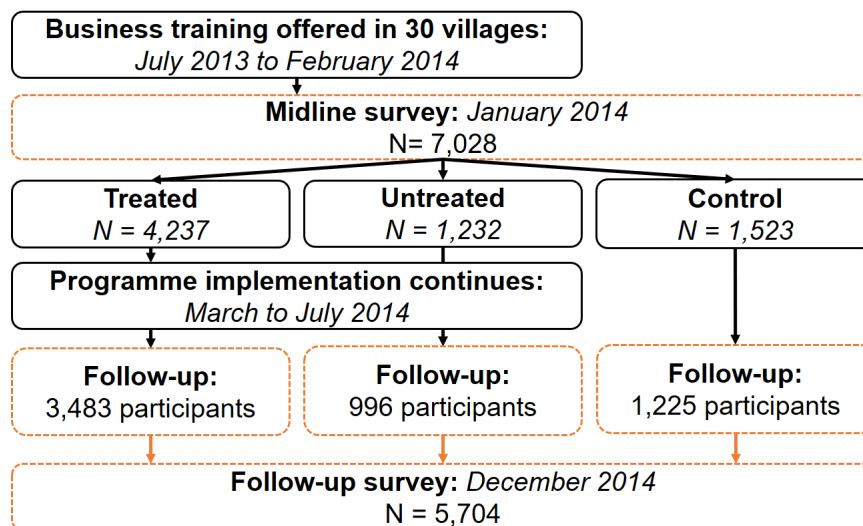 Business training offered in 30 villages:
July 2013 to February 2014
Midline survey: January 2014
N= 7,028
Treated
N = 4,237
Untreated
N = 1,232
Control
N = 1,523
Programme implementation continues:
March to July 2014
Follow-up:
3,483 participants
Follow-up:
996 participants
Follow-up:
1,225 participants
Follow-up survey: December 2014
N = 5,704